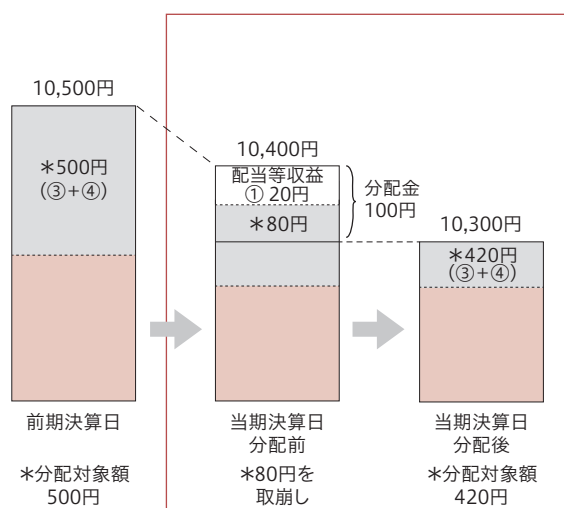 10,500円
＊500円
(③+④)
前期決算日
＊分配対象額
500円
10,400円
配当等収益
① 20円
＊80円
分配金
100円
当期決算日
分配前
＊80円を
取崩し
10,300円
＊420円
(③+④)
当期決算日
分配後
＊分配対象額
420円